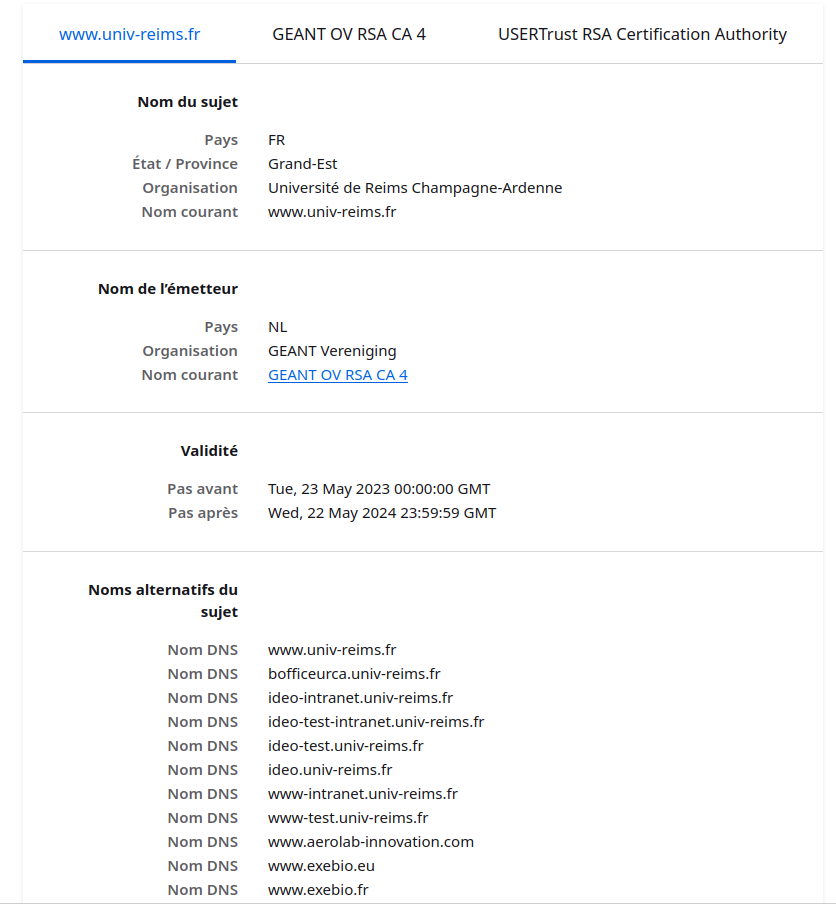 www.univ-reims.fr GEANT OV RSA CA 4 USERTrust RSA Certification Authority
Nom du sujet
Pays FR
État / Province Grand-Est
Organisation Université de Reims Champagne-Ardenne
Nom courant www.univ-reims.fr
Nom de l’émetteur
Pays NL
Organisation GEANT Vereniging
Nom courant GEANT OV RSA CA 4
Validité
Pas avant Tue, 23 May 2023 00:00:00 GMT
Pas après Wed, 22 May 2024 23:59:59 GMT
Noms alternatifs du
sujet
Nom DNS www.univ-reims.fr
Nom DNS bofficeurca.univ-reims.fr
Nom DNS ideo-intranet.univ-reims.fr
Nom DNS ideo-test-intranet.univ-reims.fr
Nom DNS ideo-test.univ-reims.fr
Nom DNS ideo.univ-reims.fr
Nom DNS www-intranet.univ-reims.fr
Nom DNS www-test.univ-reims.fr
Nom DNS www.aerolab-innovation.com
Nom DNS www.exebio.eu
Nom DNS www.exebio.fr